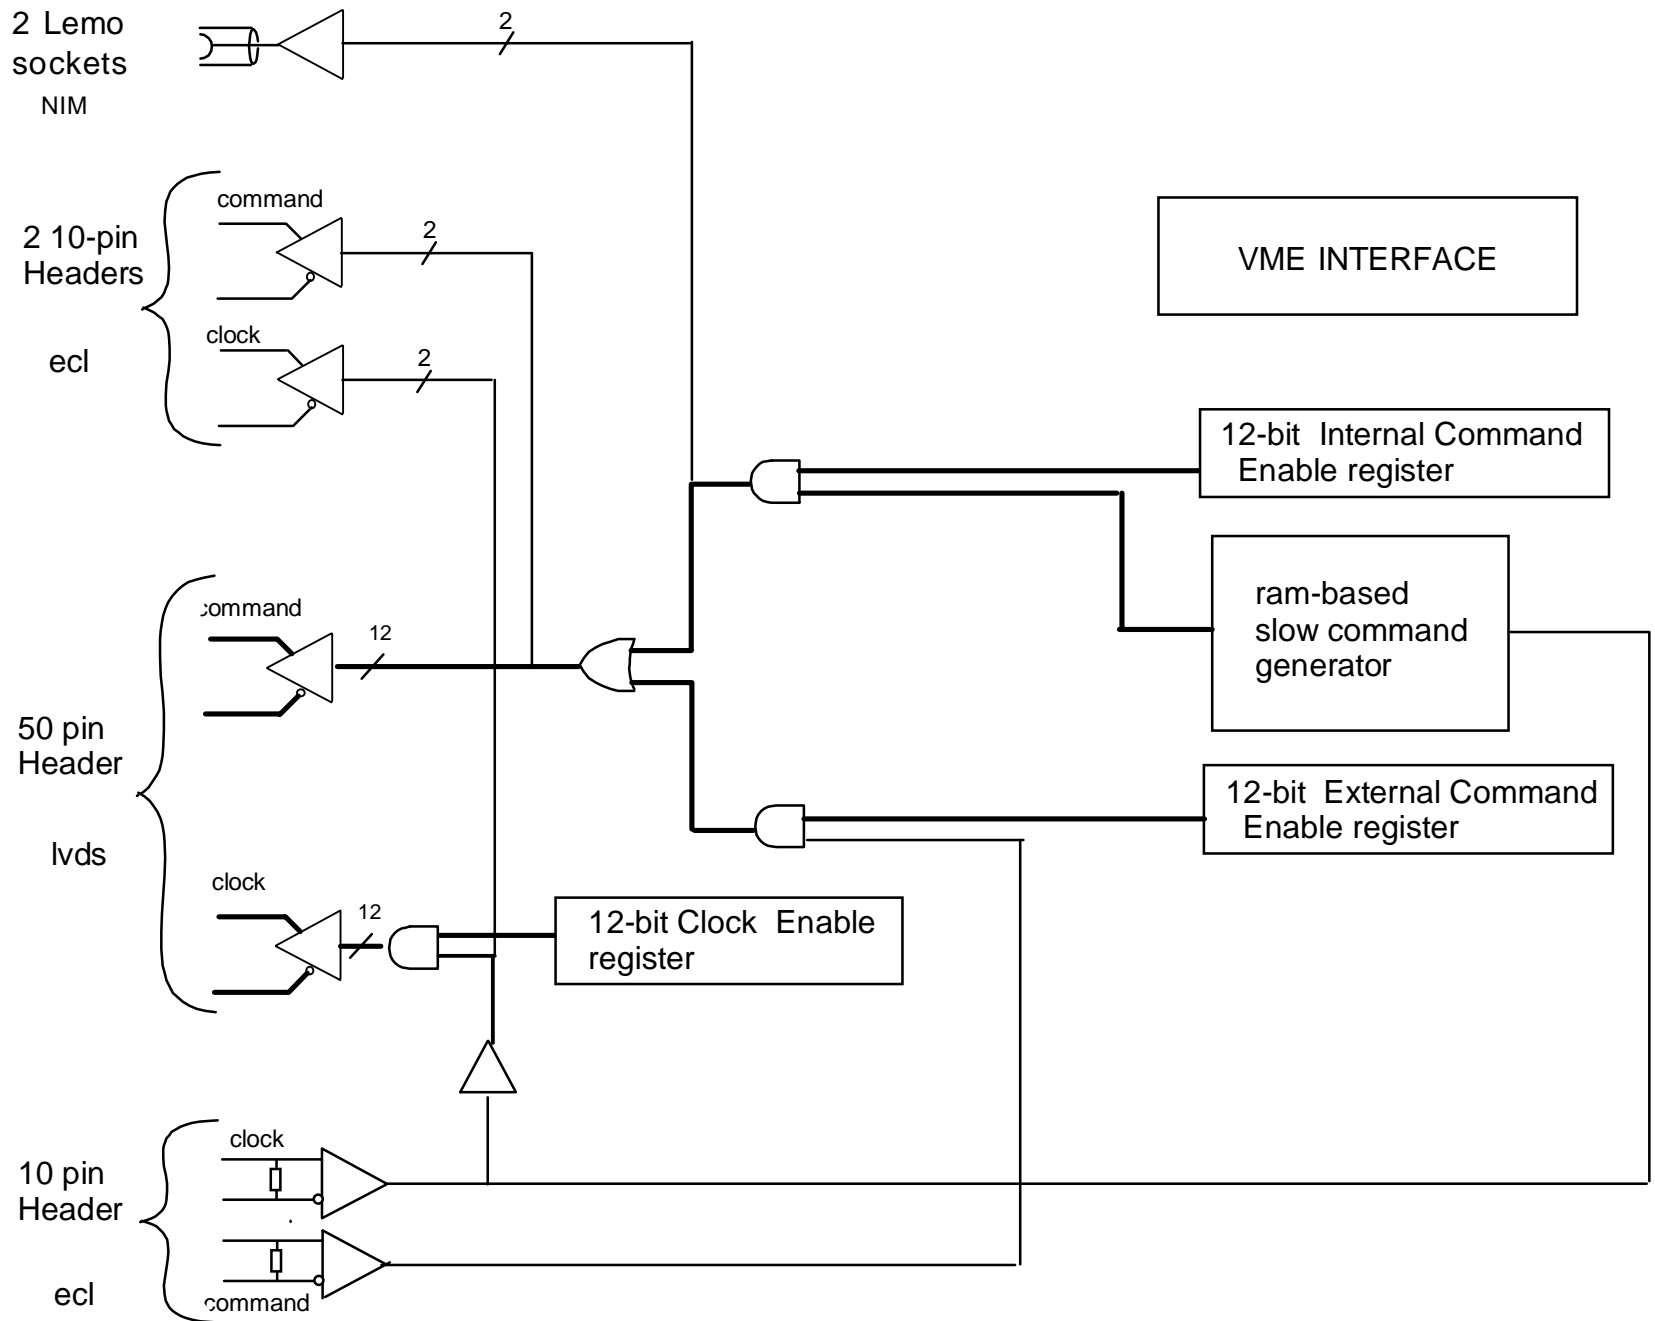 2 Lemo
sockets
NIM
2
command
2
2 10-pin
Headers
clock
2
ecl
VME INTERFACE
12-bit Internal Command
Enable register
ram-based
slow command
generator
command
12
50 pin
Header
lvds
12-bit External Command
Enable register
clock
12
12-bit Clock Enable
register
clock
10 pin
Header
ecl
command